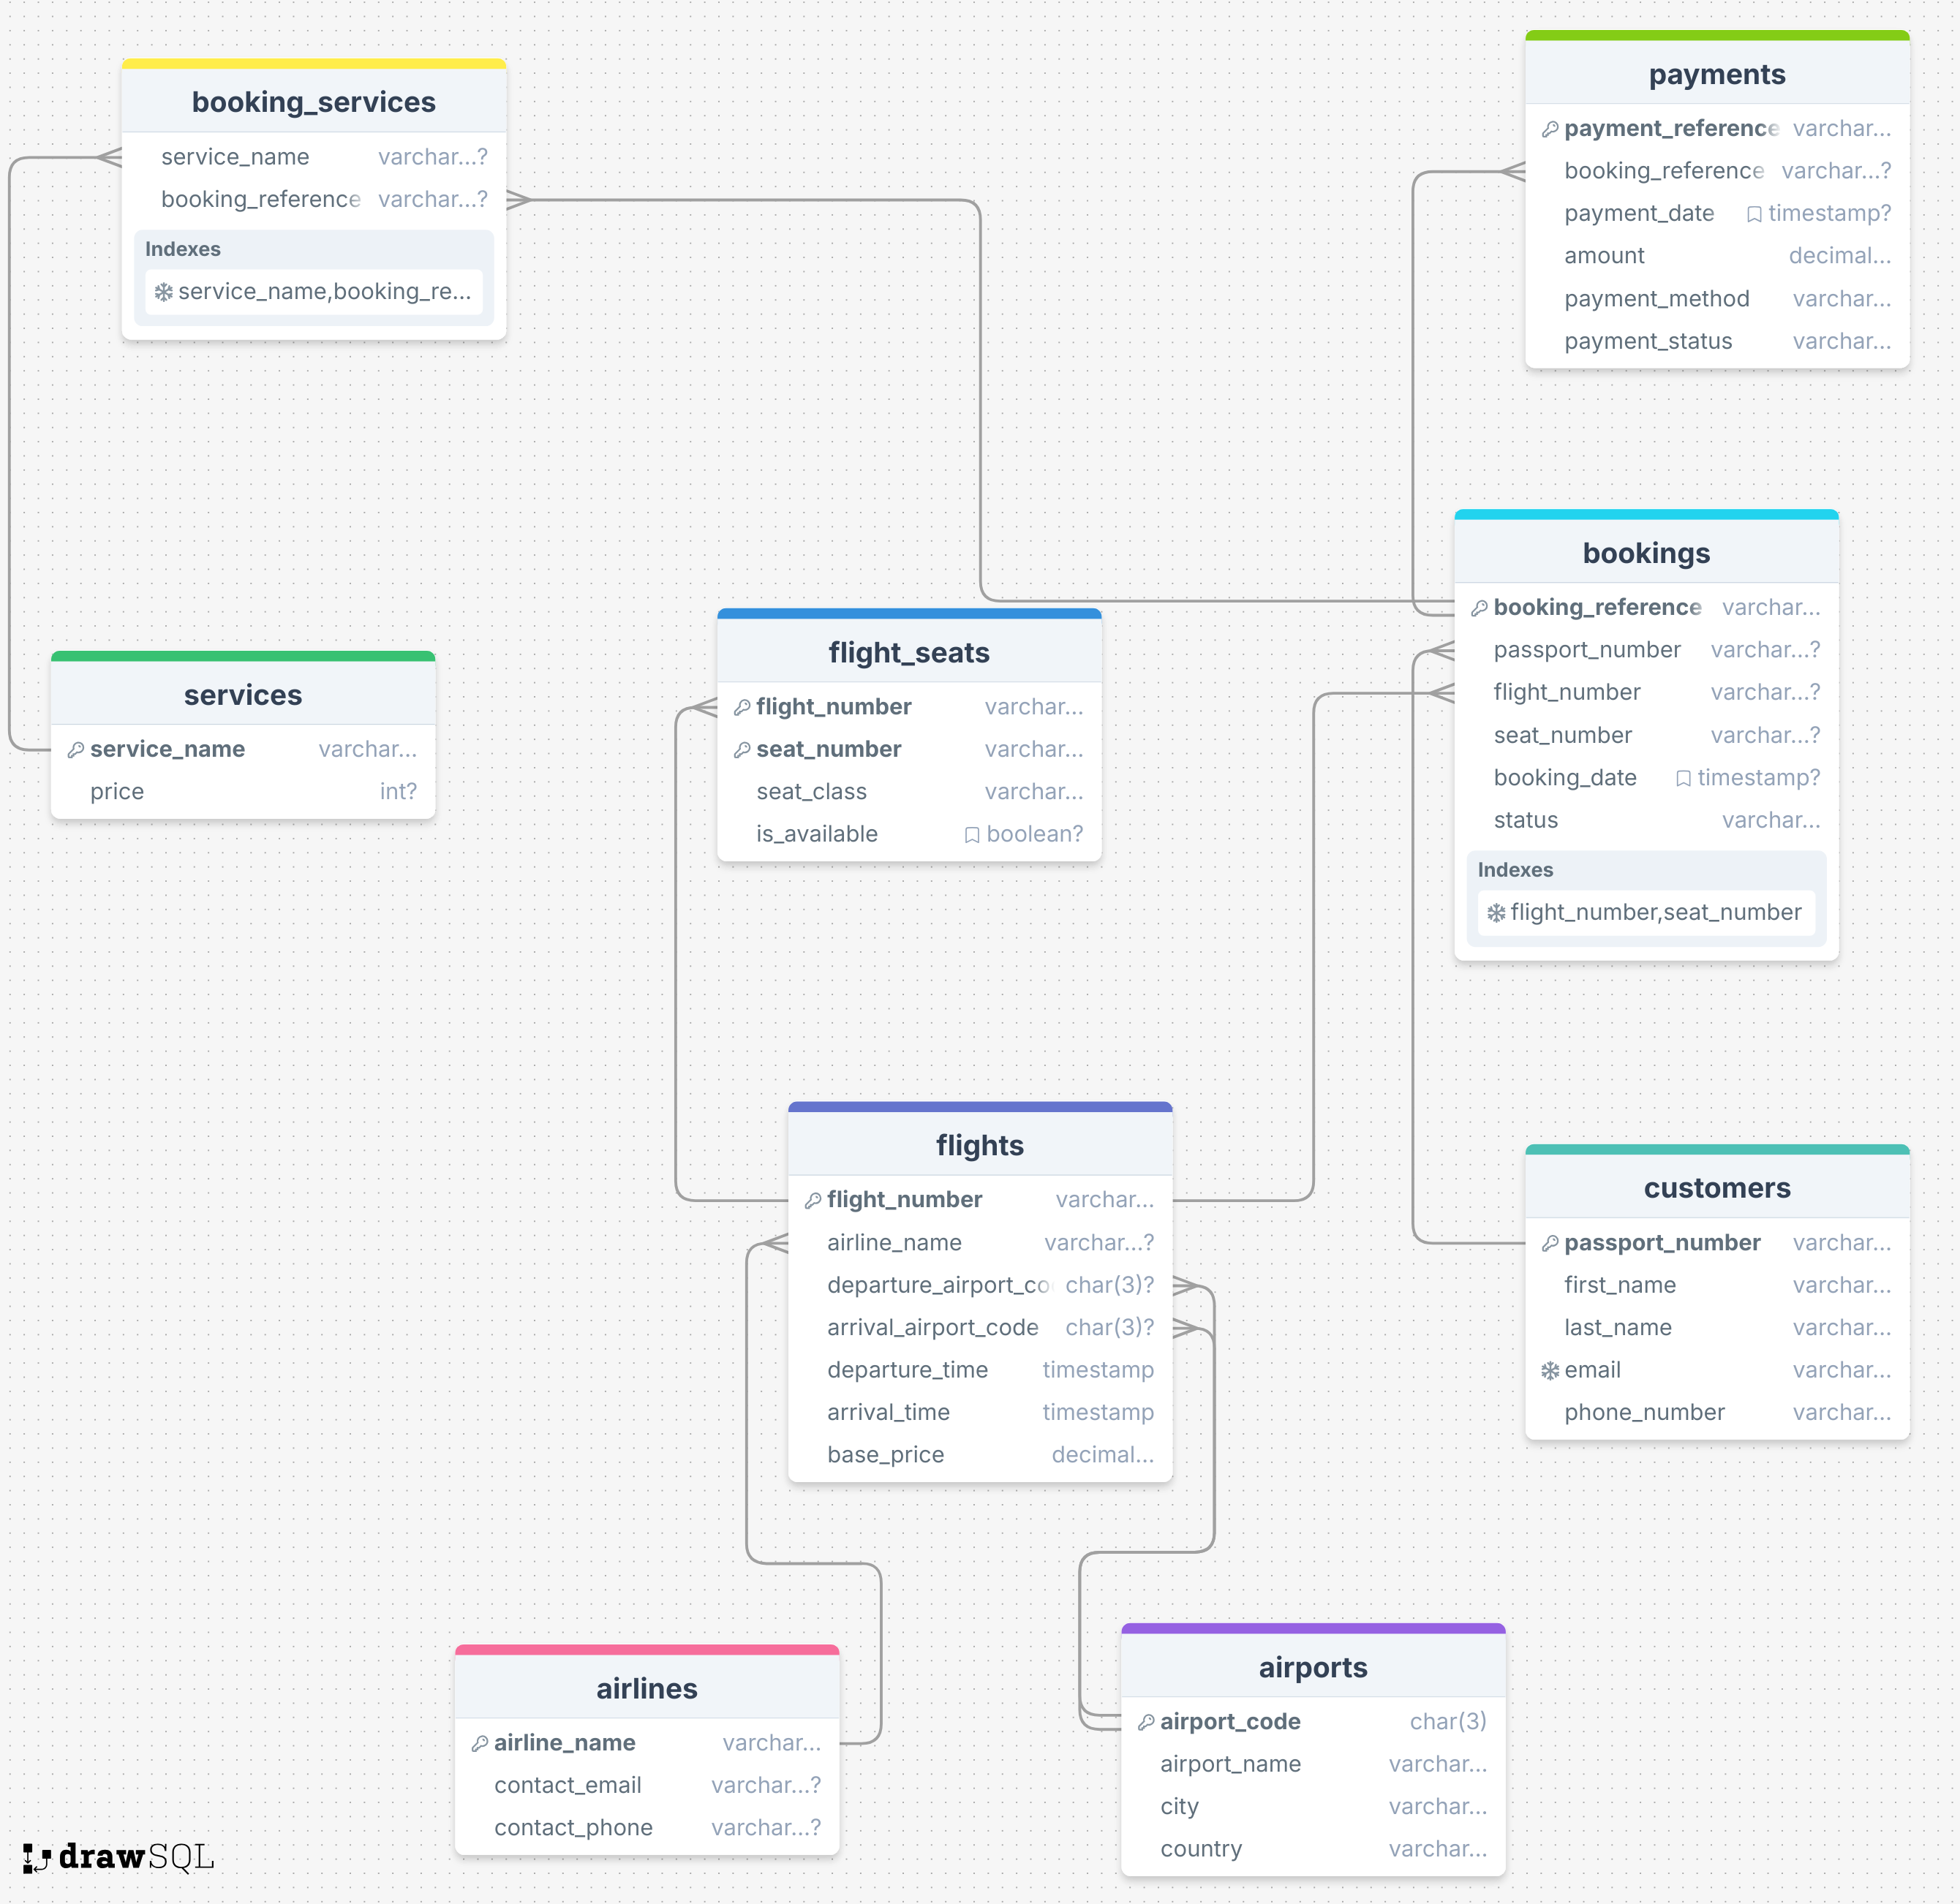 booking_services
service_name varchar...?
booking_reference varchar...?
Indexes
service_name,booking_re...
payments
payment_reference varchar...
booking_reference varchar...?
payment_date timestamp?
amount decimal...
payment_method varchar...
payment_status varchar...
bookings
booking_reference varchar...
passport_number varchar...?
flight_number varchar...?
seat_number varchar...?
booking_date timestamp?
status varchar...
Indexes
flight_number,seat_number
flight_seats
flight_number varchar...
seat_number varchar...
seat_class varchar...
is_available boolean?
services
service_name varchar...
price int?
flights
flight_number varchar...
airline_name varchar...?
departure_airport_co char(3)?
arrival_airport_code char(3)?
departure_time timestamp
arrival_time timestamp
base_price decimal...
customers
passport_number varchar...
first_name varchar...
last_name varchar...
email varchar...
phone_number varchar...
airlines
airline_name varchar...
contact_email varchar...?
contact_phone varchar...?
airports
airport_code char(3)
airport_name varchar...
city varchar...
country varchar...
drawSQL